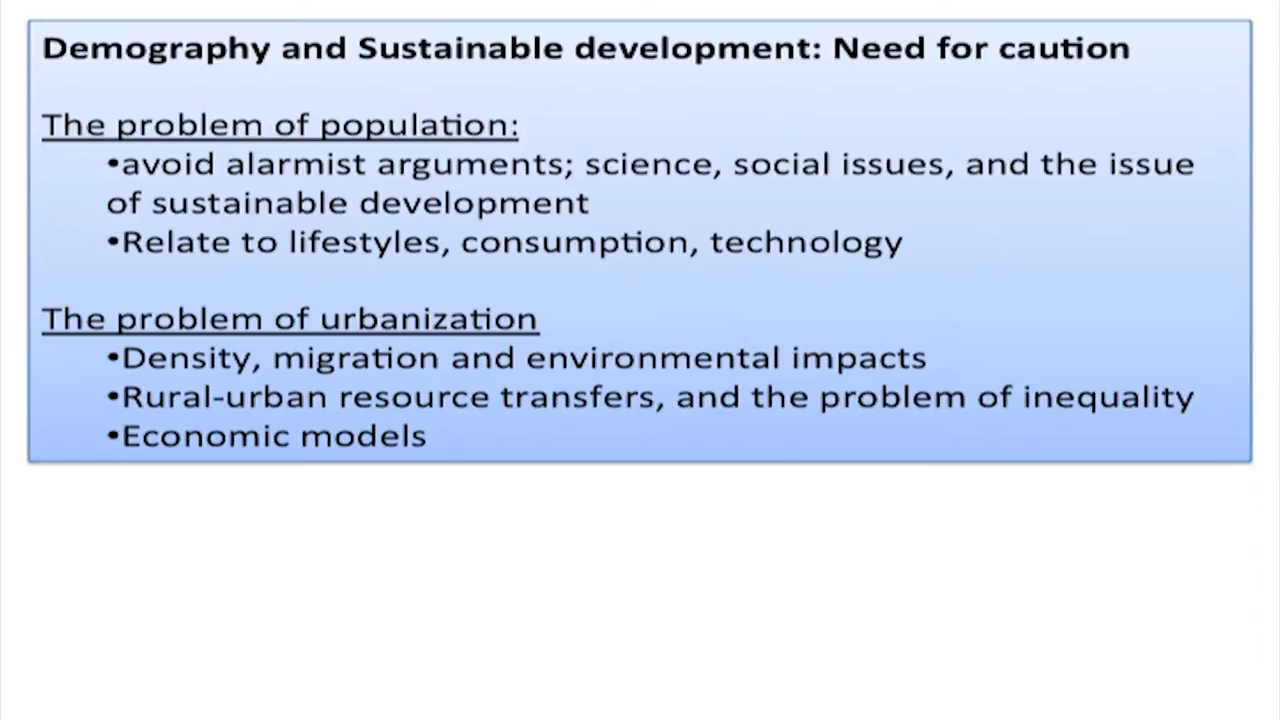 Demography and Sustainable development: Need for caution
The problem of population:
•avoid alarmist arguments; science, social issues, and the issue
of sustainable development
•Relate to lifestyles, consumption, technology
The problem of urbanization
•Density, migration and environmental impacts
•Rural-urban resource transfers, and the problem of inequality
•Economic models